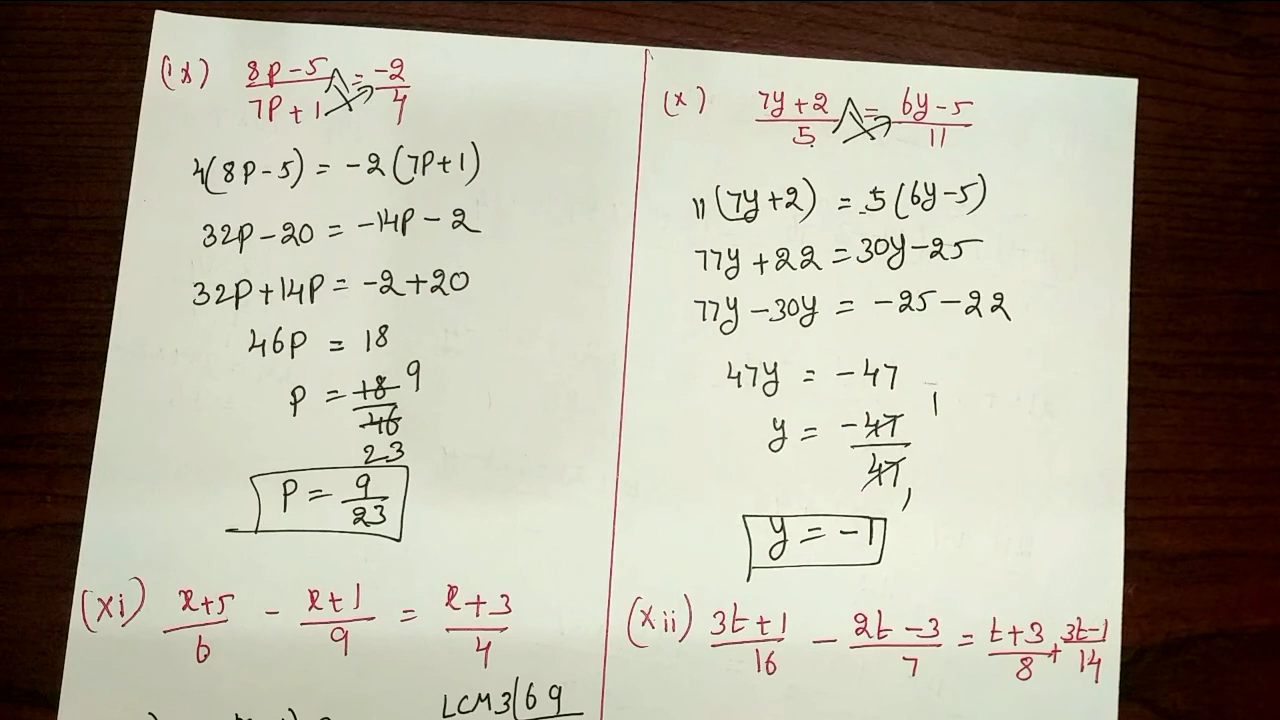 (ix) 8P-5/7P+1 = -2/4
4(8P-5) = -2(7P+1)
32P-20 = -14P-2
32P+14P = -2+20
46P = 18
P = 18/46 9
23
P = 9/23
(x) 7y+2/5 = 6y-5/11
11(7y+2) = 5(6y-5)
77y+22 = 30y-25
77y-30y = -25-22
47y = -47
y = -47/47 1
1
y = -1
(xi) x+5/6 - x+1/9 = x+3/4
LCM 3|6 9
(xii) 3t+1/16 - 2t-3/7 = t+3/8 + 3t-1/14